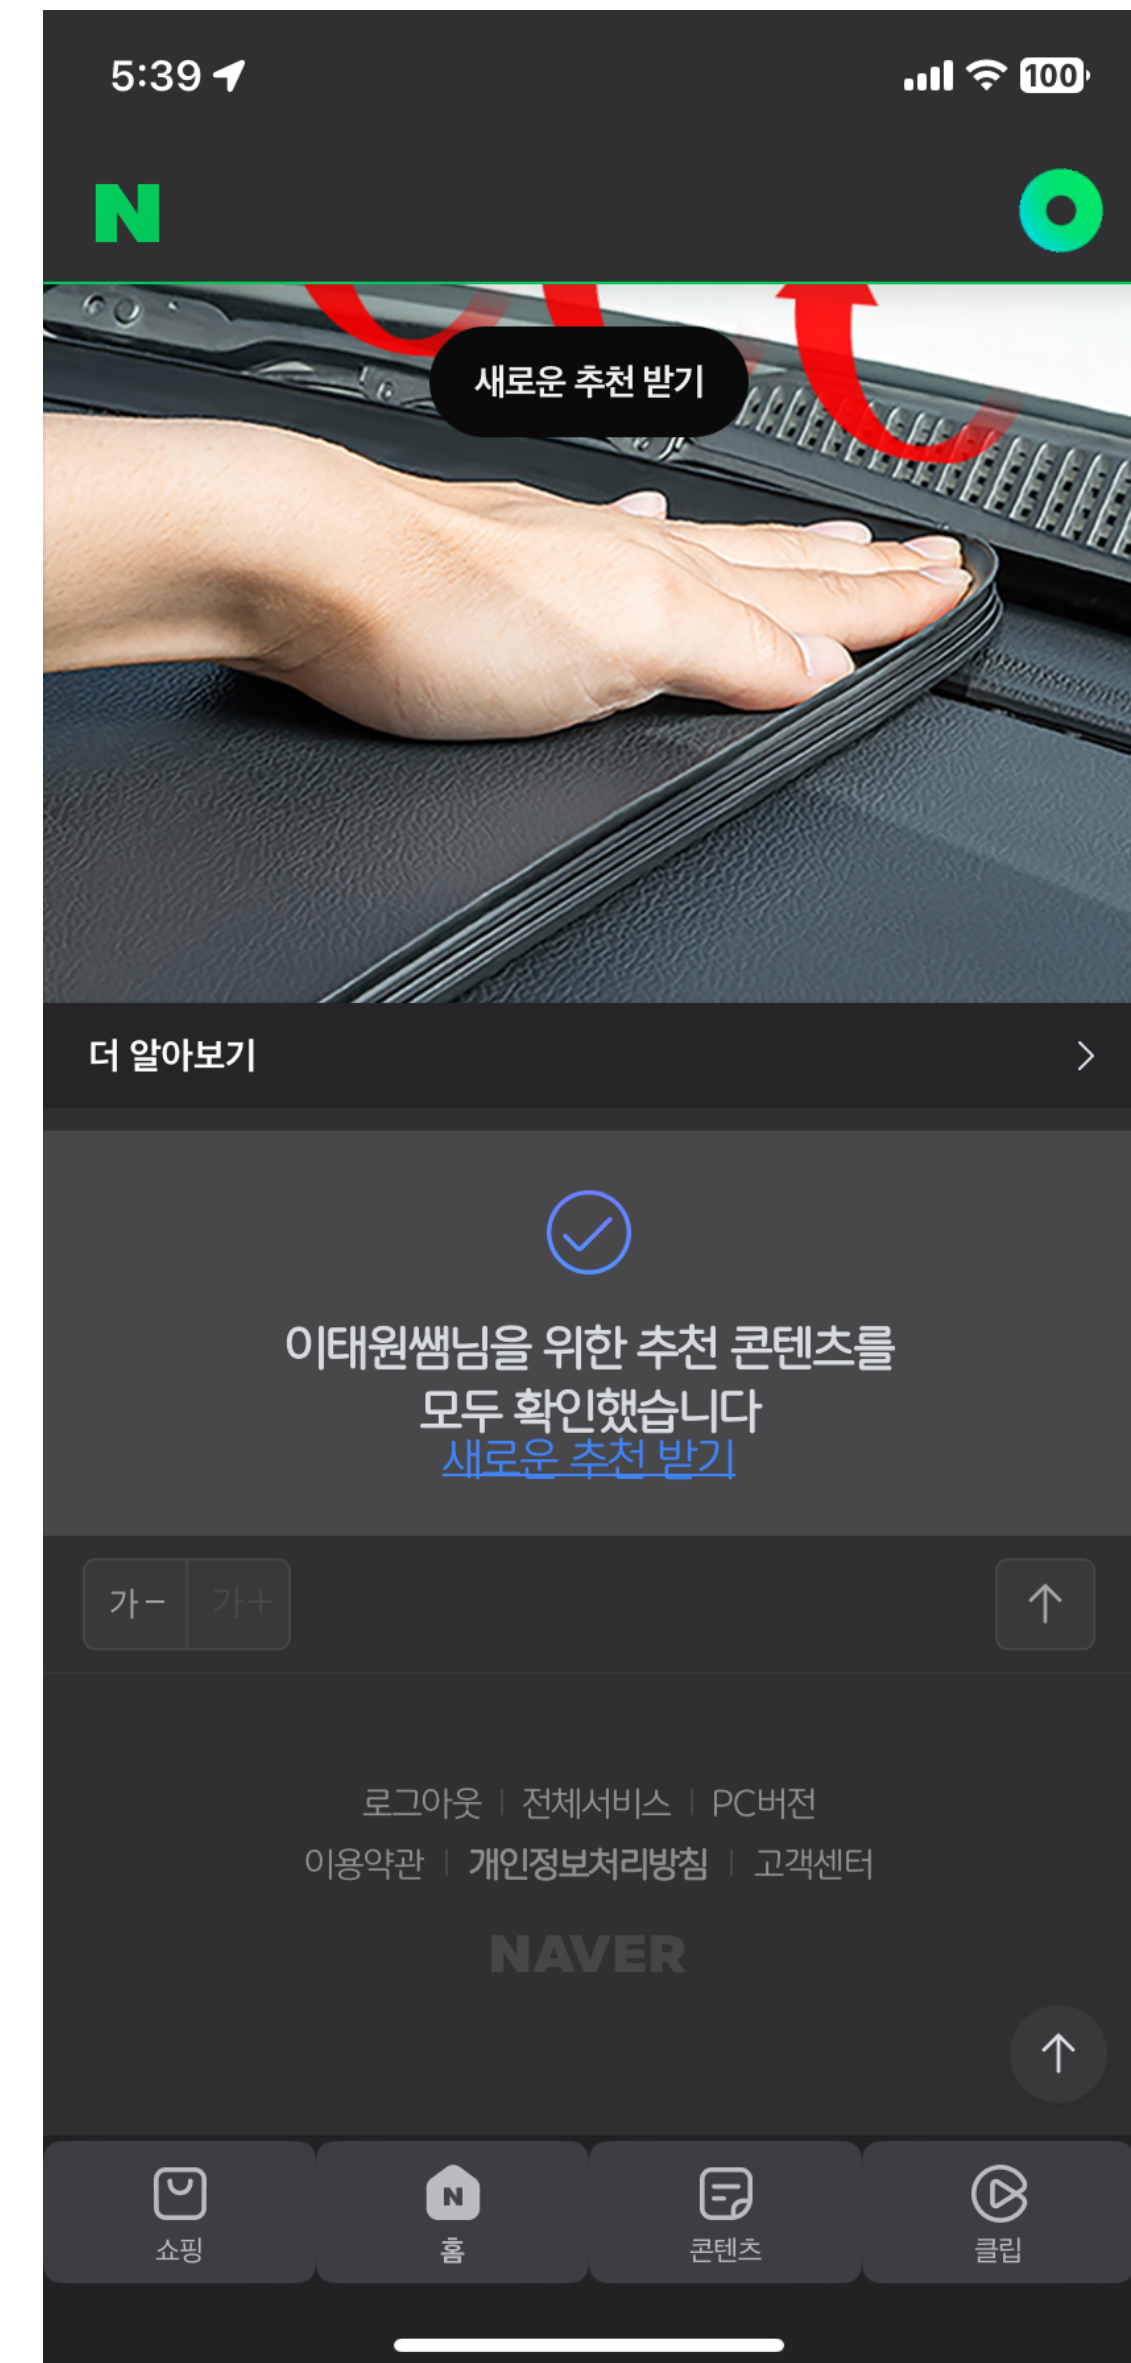 5:39
100
N
새로운 추천 받기
더 알아보기
이태원쌤님을 위한 추천 콘텐츠를
모두 확인했습니다
새로운 추천 받기
가- 가+
로그아웃 | 전체서비스 | PC버전
이용약관 | 개인정보처리방침 | 고객센터
NAVER
N
쇼핑 홈 콘텐츠 클립